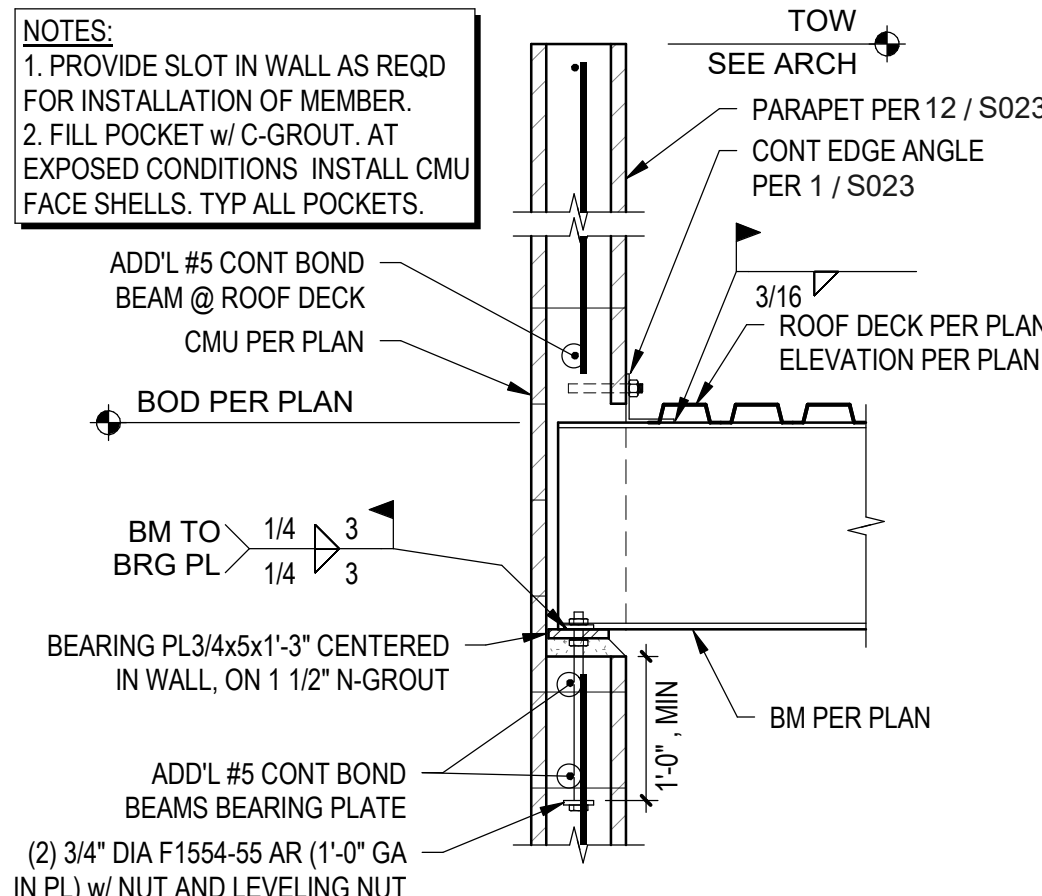 NOTES:
1. PROVIDE SLOT IN WALL AS REQD
FOR INSTALLATION OF MEMBER.
2. FILL POCKET w/ C-GROUT. AT
EXPOSED CONDITIONS INSTALL CMU
FACE SHELLS. TYP ALL POCKETS.
TOW
SEE ARCH
PARAPET PER 12 / S023
CONT EDGE ANGLE
PER 1 / S023
ADD'L #5 CONT BOND
BEAM @ ROOF DECK
CMU PER PLAN
3/16
ROOF DECK PER PLAN
ELEVATION PER PLAN
BOD PER PLAN
BM TO
BRG PL
1/4 3
1/4 3
BEARING PL3/4x5x1'-3" CENTERED
IN WALL, ON 1 1/2" N-GROUT
1'-0" , MIN
BM PER PLAN
ADD'L #5 CONT BOND
BEAMS BEARING PLATE
(2) 3/4" DIA F1554-55 AR (1'-0" GA
IN PL) w/ NUT AND LEVELING NUT